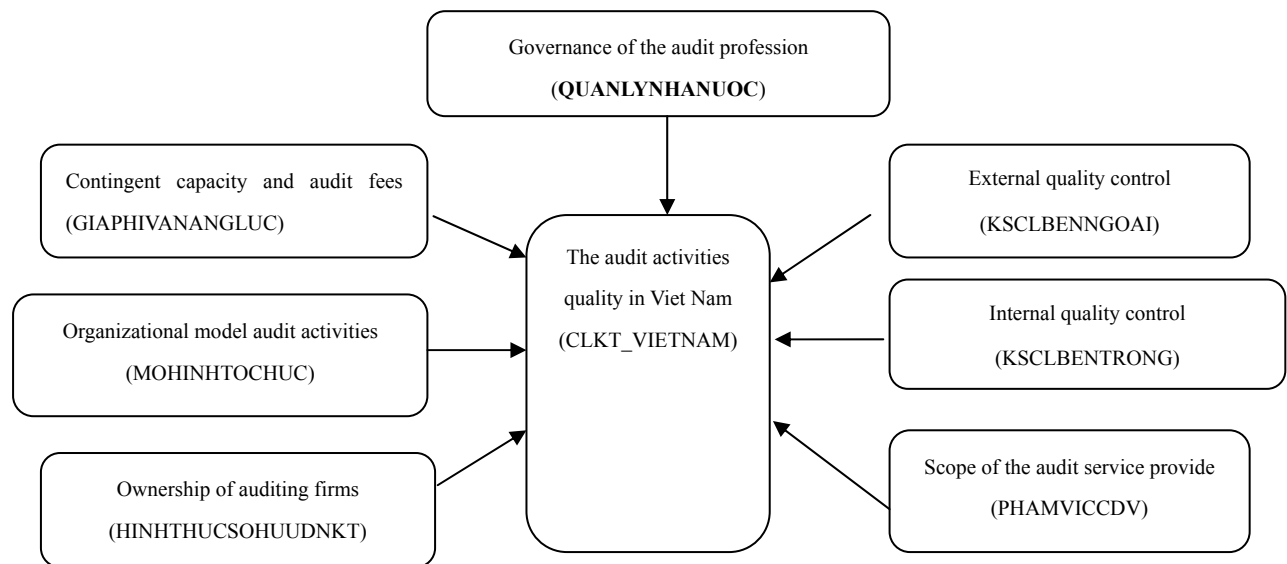 Governance of the audit profession
(QUANLYNHANUOC)
Contingent capacity and audit fees
(GIAPHIVANANGLUC)
External quality control
(KSCLBENNGOAI)
The audit activities
quality in Viet Nam
(CLKT_VIETNAM)
Organizational model audit activities
(MOHINHTOCHUC)
Internal quality control
(KSCLBENTRONG)
Ownership of auditing firms
(HINHTHUCSOHUUDNKT)
Scope of the audit service provide
(PHAMVICCDV)